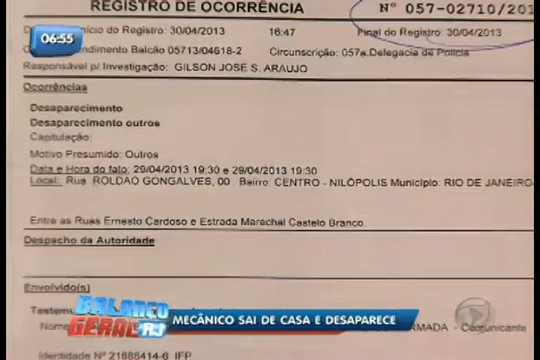 REGISTRO DE OCORRÊNCIA Nº 057-02710/201
06:55
início do Registro: 30/04/2013 16:47 Final do Registro: 30/04/2013
Balcão 05713/04618-2 Circunscrição: 057a.Delegacia de Polícia
Responsável p/ Investigação: GILSON JOSE S. ARAUJO
Ocorrências
Desaparecimento
Desaparecimento outros
Capitulação:
Motivo Presumido: Outros
Data e Hora do fato: 29/04/2013 19:30 e 29/04/2013 19:30
Local: Rua ROLDAO GONGALVES, 00 Bairro: CENTRO - NILÓPOLIS Município: RIO DE JANEIRO-
Entre as Ruas Ernesto Cardoso e Estrada Marechal Castelo Branco.
Despacho da Autoridade
Envolvido(s)
BALANÇO
GERAL RJ
MECÂNICO SAI DE CASA E DESAPARECE
- Comunicante
Identidade Nº 21888414-6 IFP